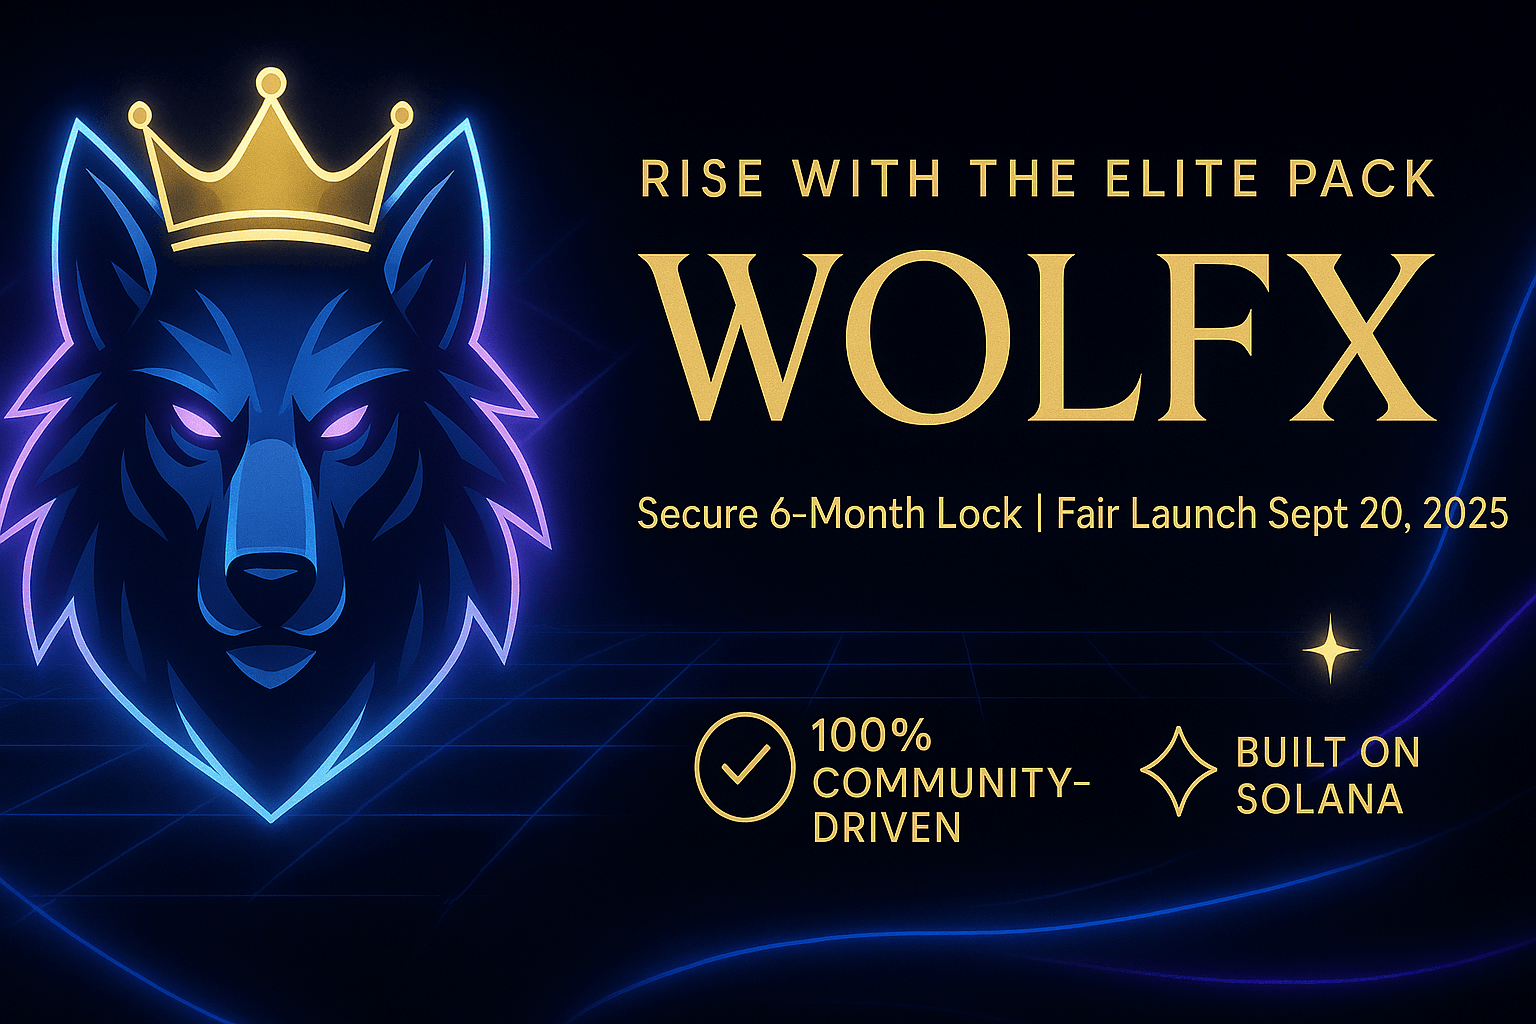 RISE WITH THE ELITE PACK
WOLFX
Secure 6-Month Lock | Fair Launch Sept 20, 2025
100%
COMMUNITY-
DRIVEN
BUILT ON
SOLANA